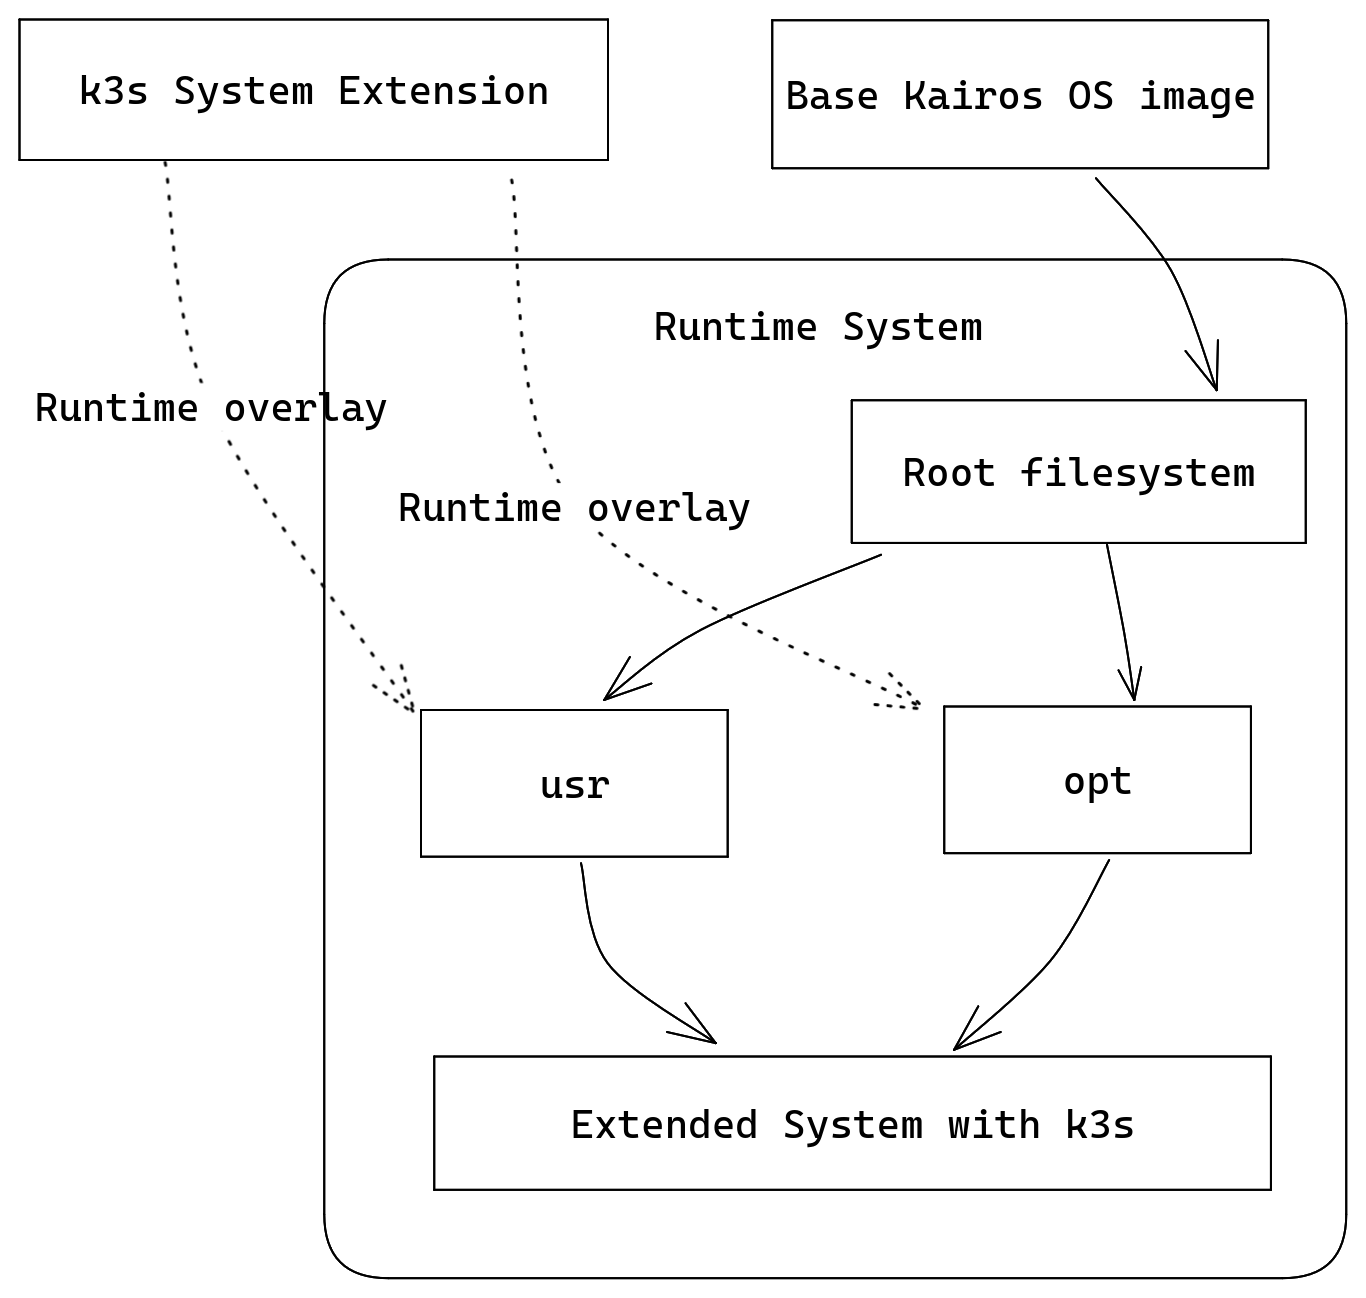 k3s System Extension
Base Kairos OS image
Runtime System
Runtime overlay
Root filesystem
Runtime overlay
usr
opt
Extended System with k3s